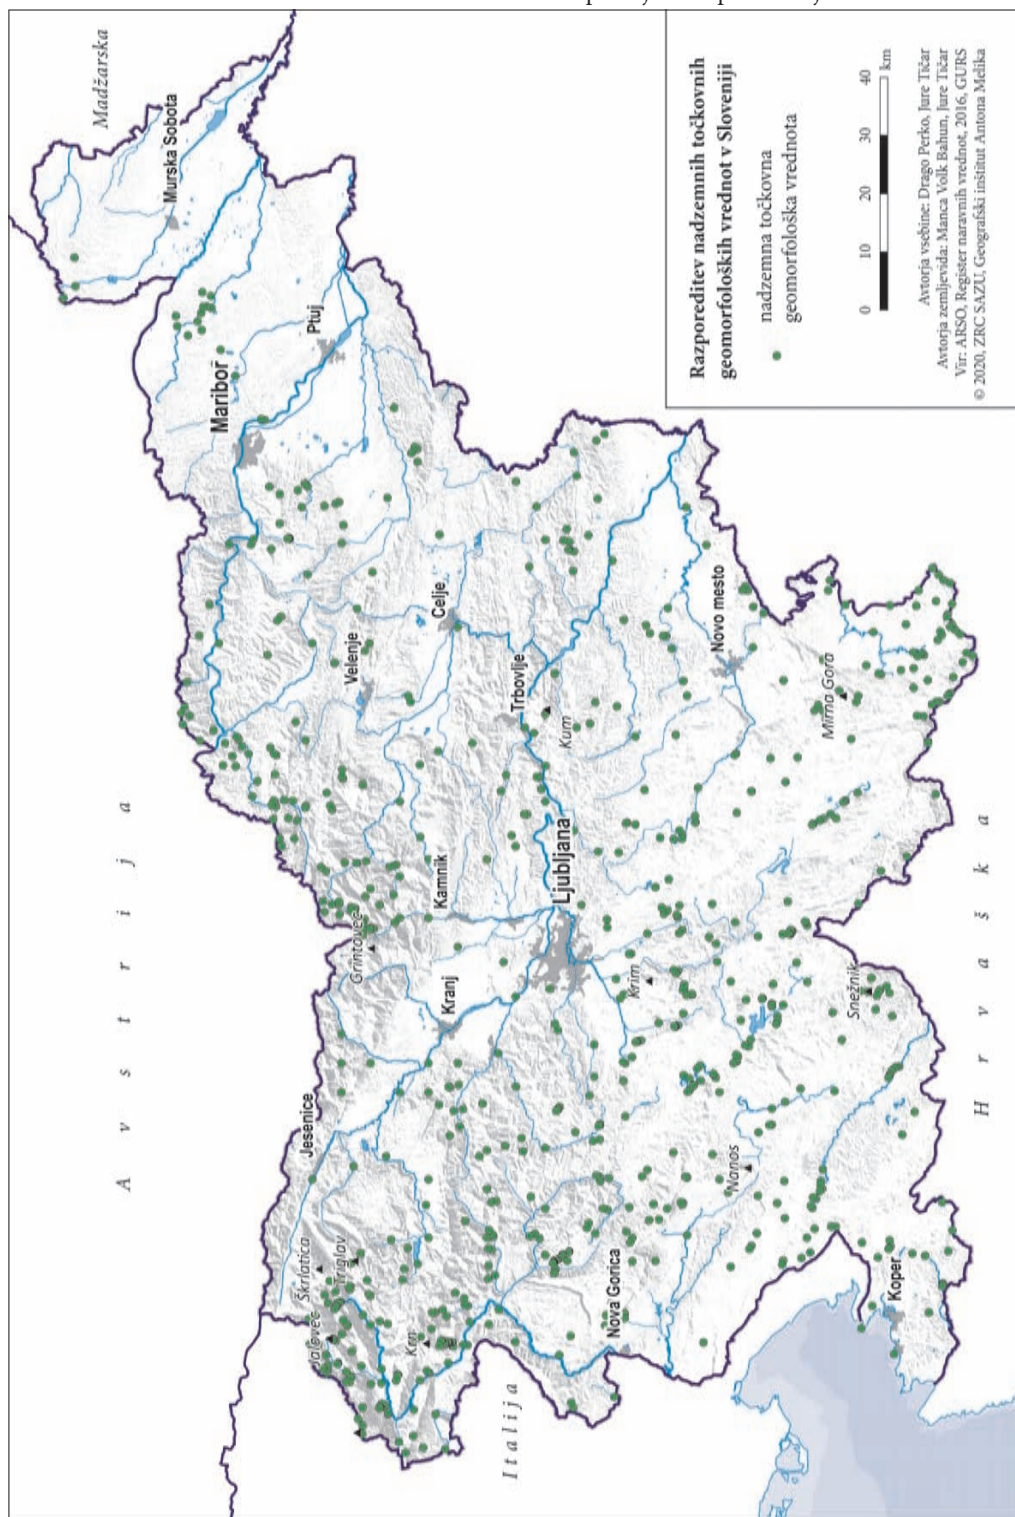 Madžarska
Murska Sobota
Maribor
Ptuj
Avstrija
Velenje
Celje
Trbovlje
Kum
Novo mesto
Mirna Gora
Kamnik
Grintovec
Ljubljana
Kranj
Krim
Snežnik
Jesenice
Škrlatica
Triglav
Jalovec
Krn
Nanos
Nova Gorica
Koper
Italija
Hrvaška
Razporeditev nadzemnih točkovnih
geomorfoloških vrednot v Sloveniji
nadzemna točkovna
geomorfološka vrednota
0 10 20 30 40
km
Avtorja vsebine: Drago Perko, Jure Tičar
Avtorja zemljevida: Manca Volk Bahun, Jure Tičar
Vir: ARSO, Register naravnih vrednot, 2016, GURS
© 2020, ZRC SAZU, Geografski inštitut Antona Melika